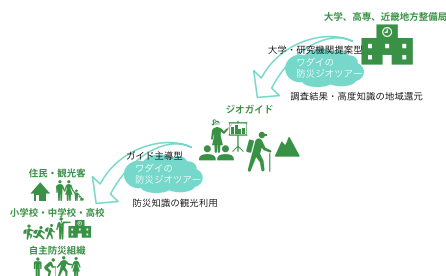 大学、高専、近畿地方整備局
大学・研究機関提案型
ワダイの
防災ジオツアー
調査結果・高度知識の地域還元
ジオガイド
ガイド主導型
ワダイの
防災ジオツアー
防災知識の観光利用
住民・観光客
小学校・中学校・高校
自主防災組織